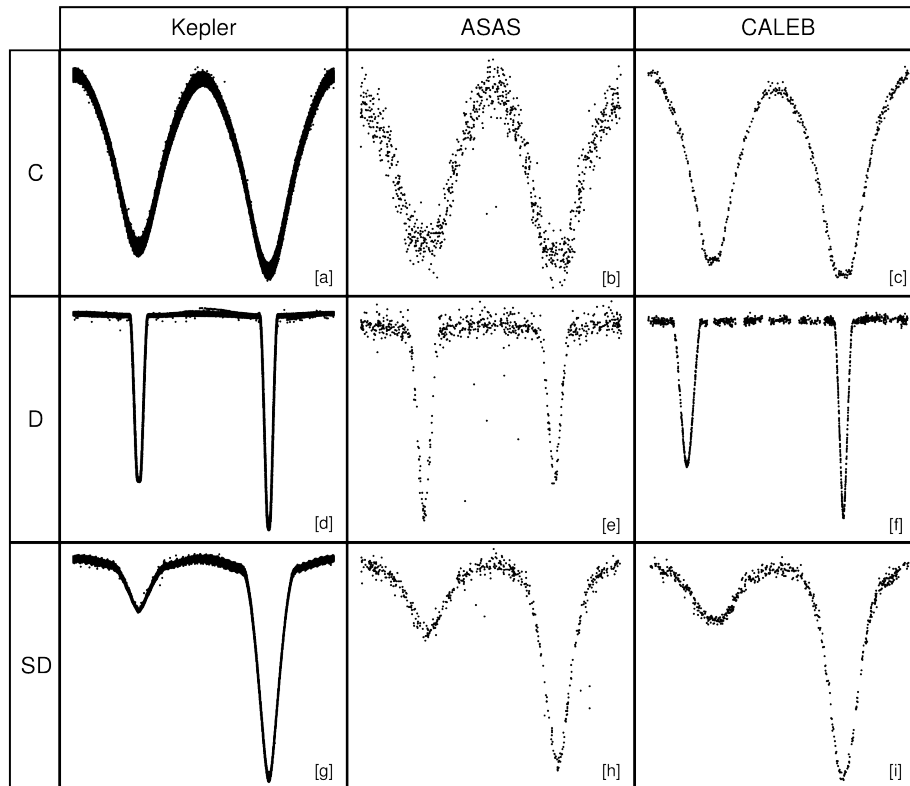 Kepler ASAS CALEB
C
[a] [b] [c]
D
[d] [e] [f]
SD
[g] [h] [i]